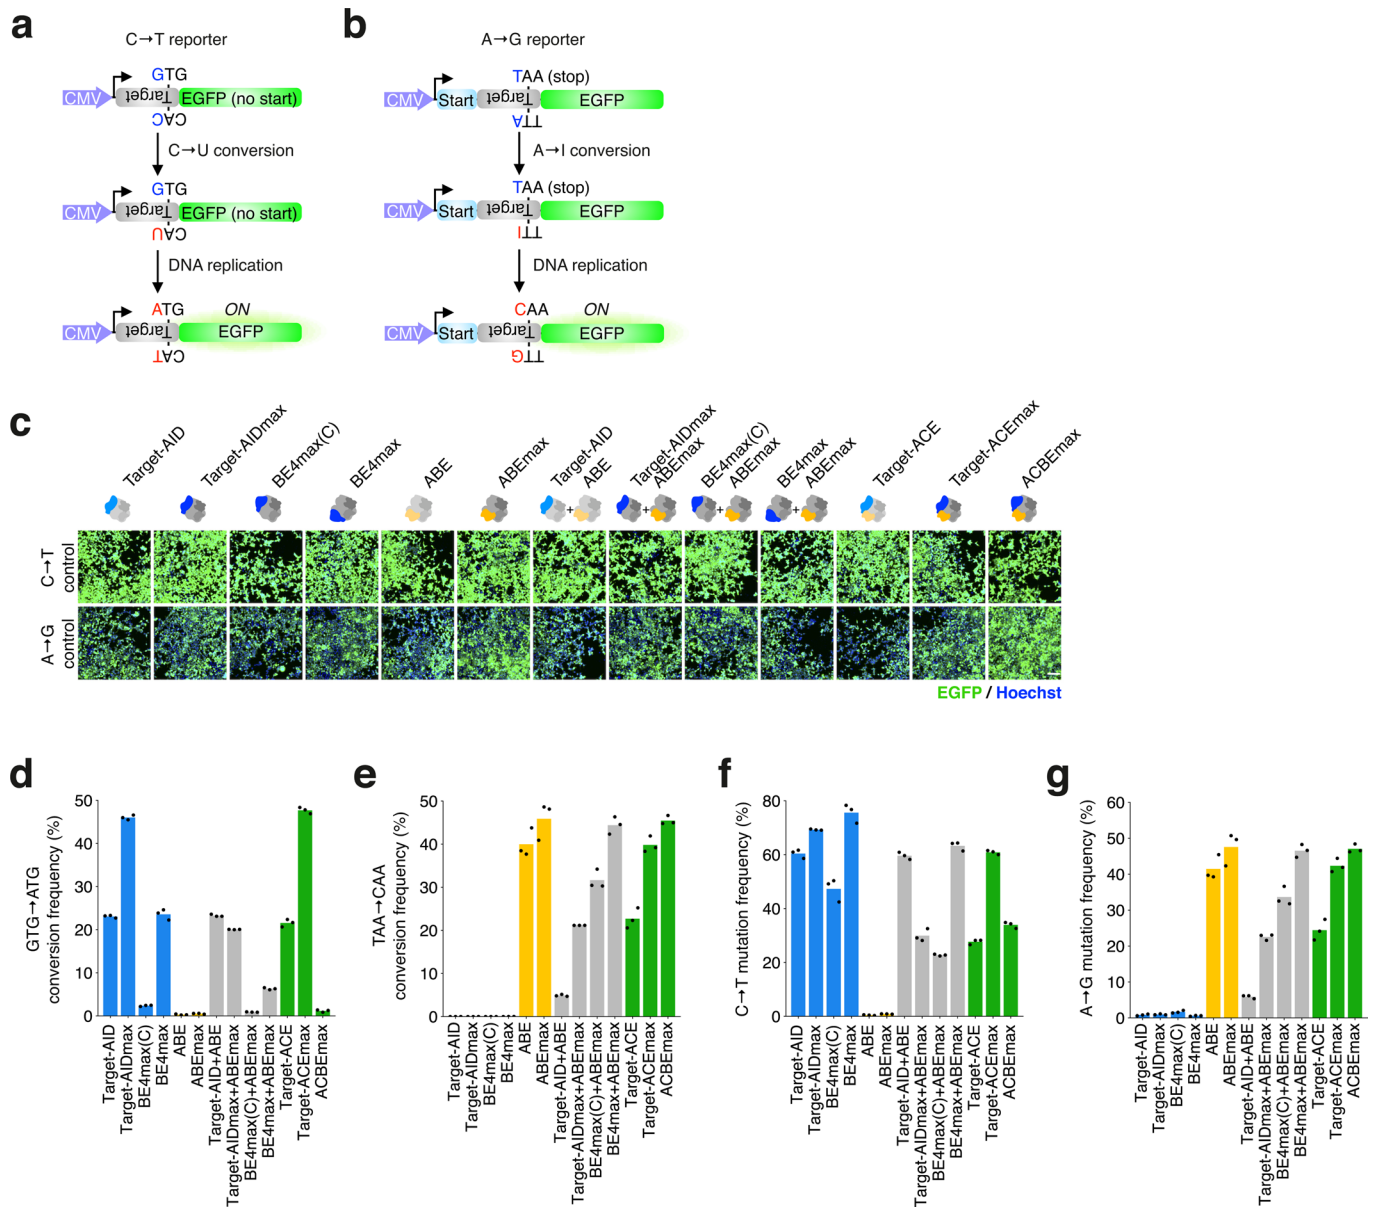 a
C→T reporter
GTG
CMV
Target
EGFP (no start)
CAC
C→U conversion
GTG
CMV
Target
EGFP (no start)
CAU
DNA replication
ATG
ON
CMV
Target
EGFP
CAT
b
A→G reporter
TAA (stop)
CMV
Start
Target
EGFP
TTA
A→I conversion
TAA (stop)
CMV
Start
Target
EGFP
TTI
DNA replication
CAA
ON
CMV
Start
Target
EGFP
TTG
c
Target-AID
Target-AIDmax
BE4max(C)
BE4max
ABE
ABEmax
Target-AID
+
ABE
Target-AIDmax
+
ABEmax
BE4max(C)
+
ABEmax
BE4max
+
ABEmax
Target-ACE
Target-ACEmax
ACBEmax
C→T
control
A→G
control
EGFP / Hoechst
d
GTG→ATG
conversion frequency (%)
50
40
30
20
10
0
Target-AID
Target-AIDmax
BE4max(C)
BE4max
ABE
ABEmax
Target-AID+ABE
Target-AIDmax+ABEmax
BE4max(C)+ABEmax
BE4max+ABEmax
Target-ACE
Target-ACEmax
ACBEmax
e
TAA→CAA
conversion frequency (%)
50
40
30
20
10
0
Target-AID
Target-AIDmax
BE4max(C)
BE4max
ABE
ABEmax
Target-AID+ABE
Target-AIDmax+ABEmax
BE4max(C)+ABEmax
BE4max+ABEmax
Target-ACE
Target-ACEmax
ACBEmax
f
C→T mutation frequency (%)
80
60
40
20
0
Target-AID
Target-AIDmax
BE4max(C)
BE4max
ABE
ABEmax
Target-AID+ABE
Target-AIDmax+ABEmax
BE4max(C)+ABEmax
BE4max+ABEmax
Target-ACE
Target-ACEmax
ACBEmax
g
A→G mutation frequency (%)
60
50
40
30
20
10
0
Target-AID
Target-AIDmax
BE4max(C)
BE4max
ABE
ABEmax
Target-AID+ABE
Target-AIDmax+ABEmax
BE4max(C)+ABEmax
BE4max+ABEmax
Target-ACE
Target-ACEmax
ACBEmax